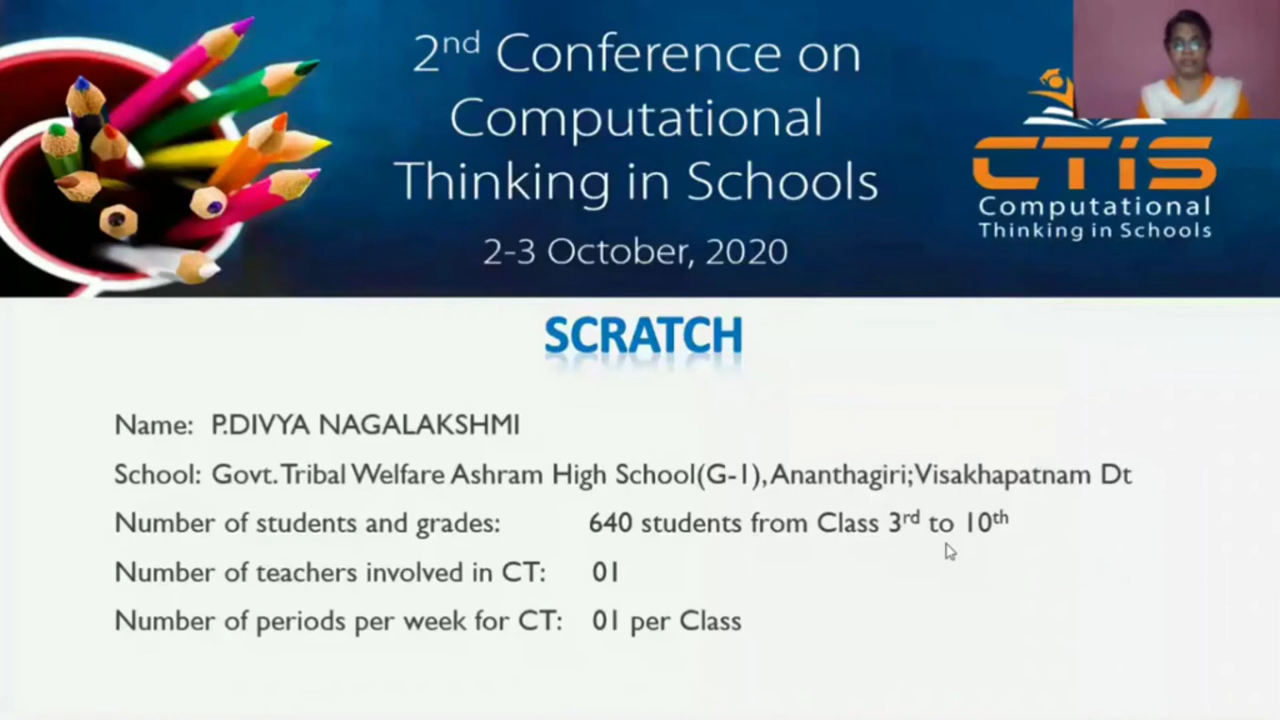 2nd Conference on
Computational
Thinking in Schools
2-3 October, 2020
CTiS
Computational
Thinking in Schools
SCRATCH
Name: P.DIVYA NAGALAKSHMI
School: Govt. Tribal Welfare Ashram High School(G-1), Ananthagiri;Visakhapatnam Dt
Number of students and grades: 640 students from Class 3rd to 10th
Number of teachers involved in CT: 01
Number of periods per week for CT: 01 per Class